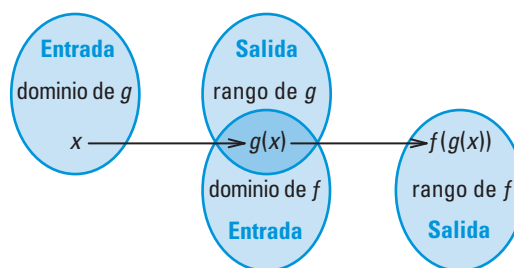 Entrada
dominio de g
x
Salida
rango de g
g(x)
dominio de f
Entrada
f(g(x))
rango de f
Salida